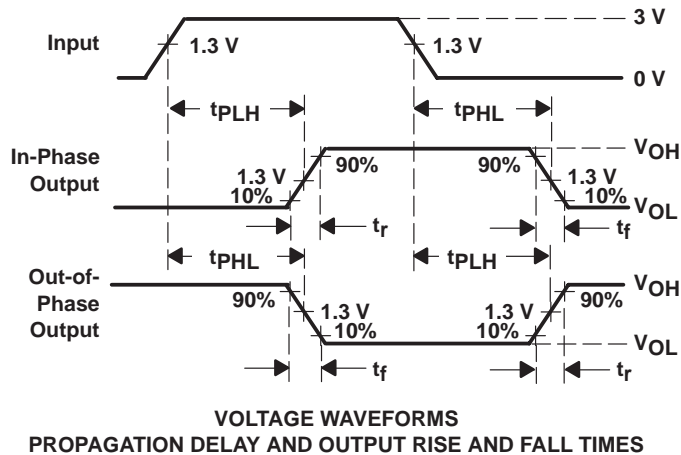 3 V
Input
1.3 V
1.3 V
0 V
tPLH
tPHL
In-Phase
Output
VOH
90%
90%
1.3 V
1.3 V
10%
10%
VOL
tr
tf
tPHL
tPLH
Out-of-
Phase
Output
VOH
90%
90%
1.3 V
1.3 V
10%
10%
VOL
tf
tr
VOLTAGE WAVEFORMS
PROPAGATION DELAY AND OUTPUT RISE AND FALL TIMES